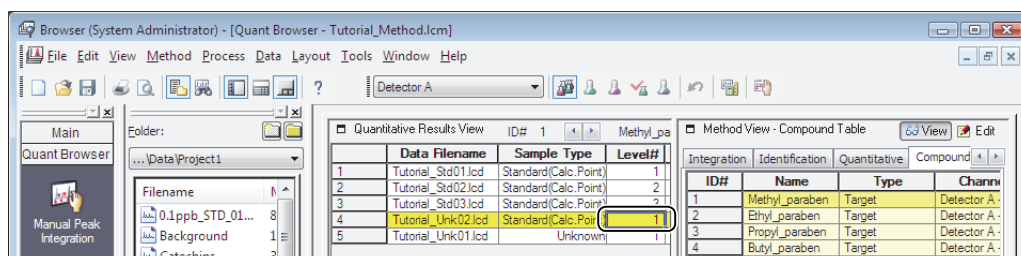 Browser (System Administrator) - [Quant Browser - Tutorial_Method.lcm]
File Edit View Method Process Data Layout Tools Window Help
? Detector A
Main
Quant Browser
Manual Peak
Integration
Folder:
...\Data\Project1
Filename
0.1ppb_STD_01... 8
Background 1
Quantitative Results View ID# 1 Methyl_pa
Data Filename Sample Type Level#
1 Tutorial_Std01.lcd Standard(Calc.Point) 1
2 Tutorial_Std02.lcd Standard(Calc.Point) 2
3 Tutorial_Std03.lcd Standard(Calc.Point) 3
4 Tutorial_Unk02.lcd Standard(Calc.Poin 1
5 Tutorial_Unk01.lcd Unknown
Method View - Compound Table View Edit
Integration Identification Quantitative Compound
ID# Name Type Chann
1 Methyl_paraben Target Detector A -
2 Ethyl_paraben Target Detector A -
3 Propyl_paraben Target Detector A -
4 Butyl_paraben Target Detector A -